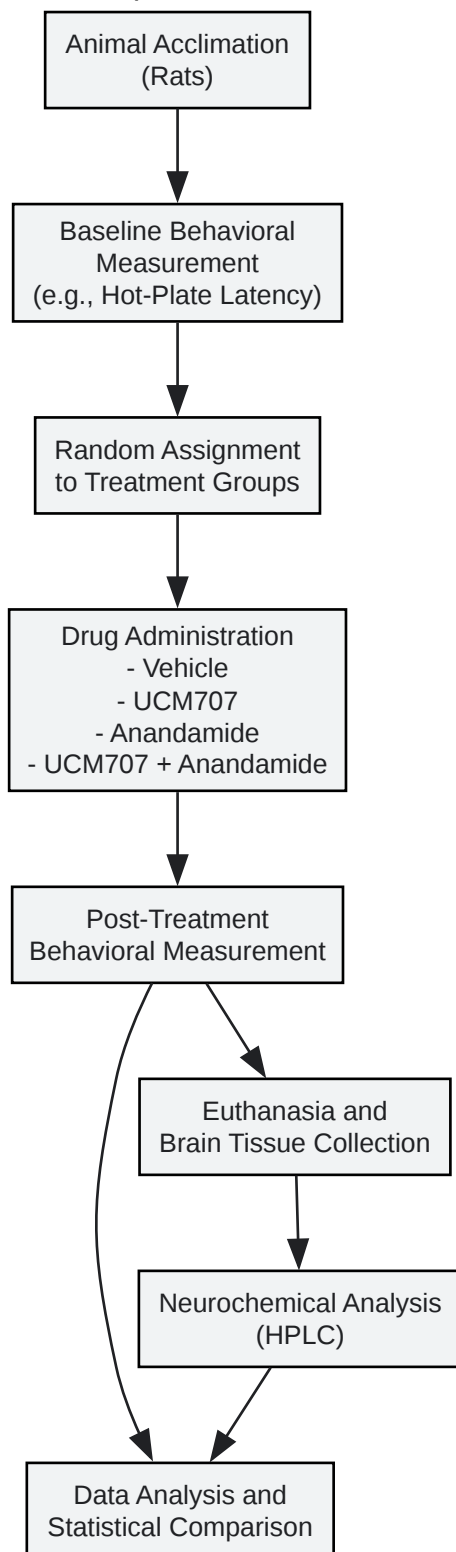 Animal Acclimation
(Rats)
Baseline Behavioral
Measurement
(e.g., Hot-Plate Latency)
Random Assignment
to Treatment Groups
Drug Administration
- Vehicle
- UCM707
- Anandamide
- UCM707 + Anandamide
Post-Treatment
Behavioral Measurement
Euthanasia and
Brain Tissue Collection
Neurochemical Analysis
(HPLC)
Data Analysis and
Statistical Comparison